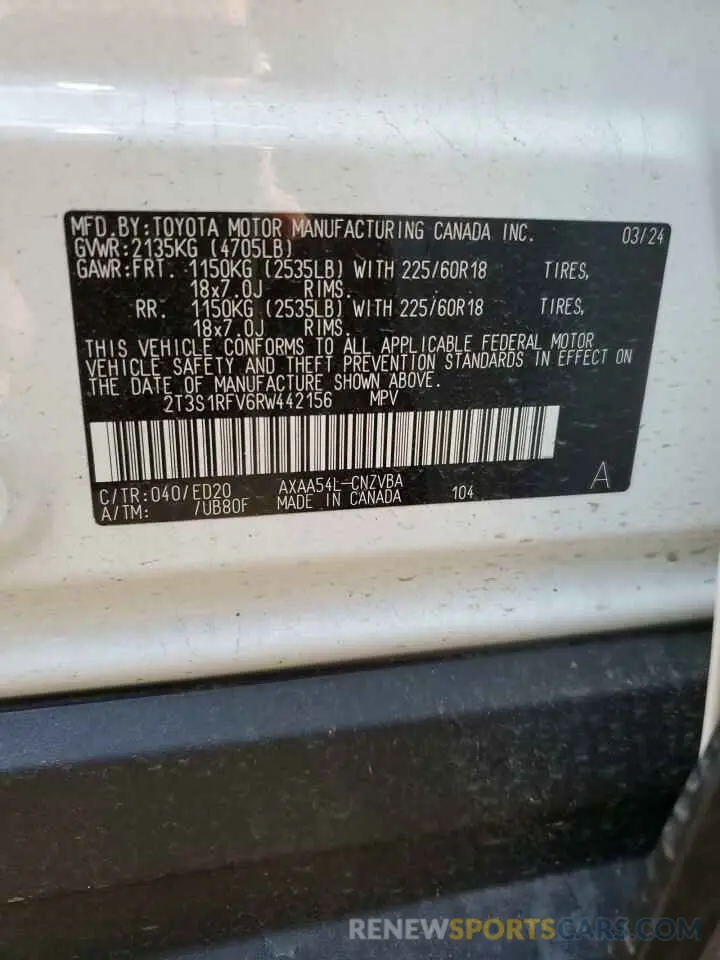 MFD.BY:TOYOTA MOTOR MANUFACTURING CANADA INC. 03/24
GVWR:2135KG (4705LB)
GAWR:FRT. 1150KG (2535LB) WITH 225/60R18 TIRES,
18x7.0J RIMS.
RR. 1150KG (2535LB) WITH 225/60R18 TIRES,
18x7.0J RIMS.
THIS VEHICLE CONFORMS TO ALL APPLICABLE FEDERAL MOTOR
VEHICLE SAFETY AND THEFT PREVENTION STANDARDS IN EFFECT ON
THE DATE OF MANUFACTURE SHOWN ABOVE.
2T3S1RFV6RW442156 MPV
C/TR:040/ED20 AXAA54L-CNZVBA A
A/TM: /UB80F MADE IN CANADA 104
RENEWSPORTSCARS.COM